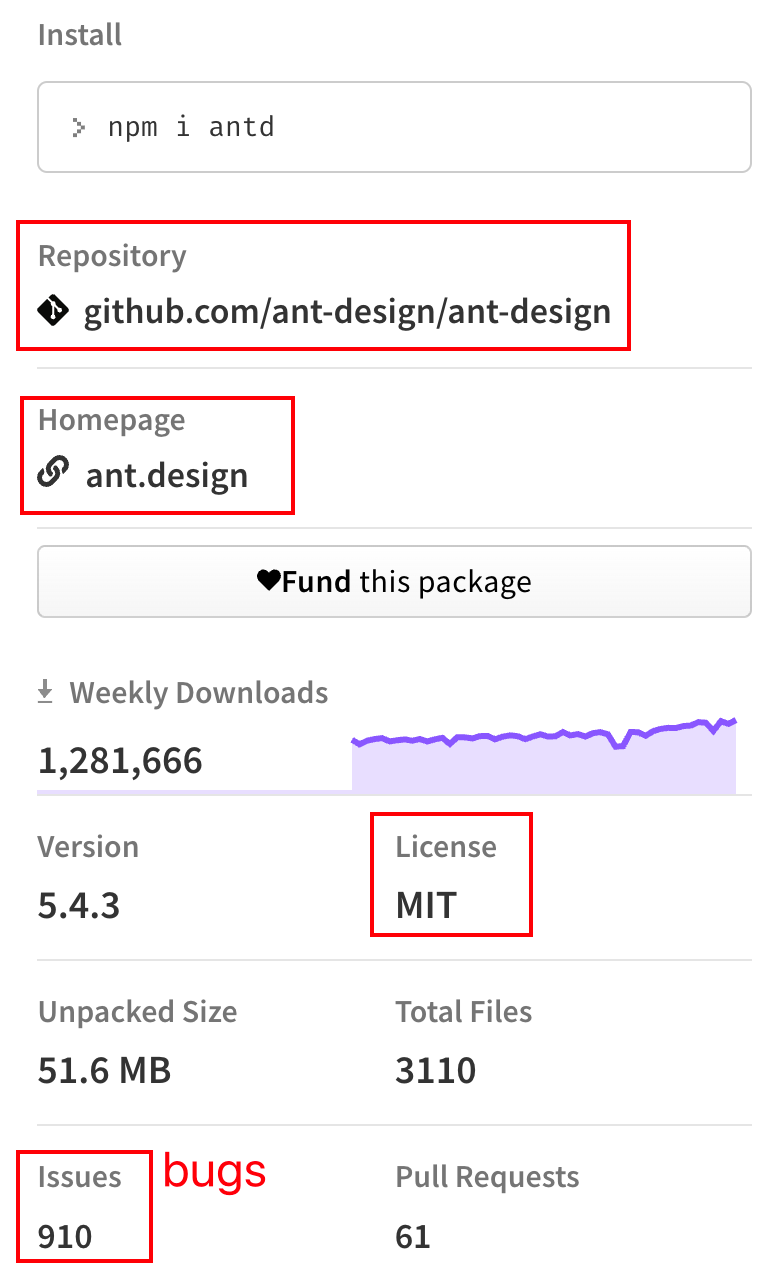 Install
> npm i antd
Repository
github.com/ant-design/ant-design
Homepage
ant.design
Fund this package
Weekly Downloads
1,281,666
Version
License
5.4.3
MIT
Unpacked Size
Total Files
51.6 MB
3110
Issues
bugs
Pull Requests
910
61